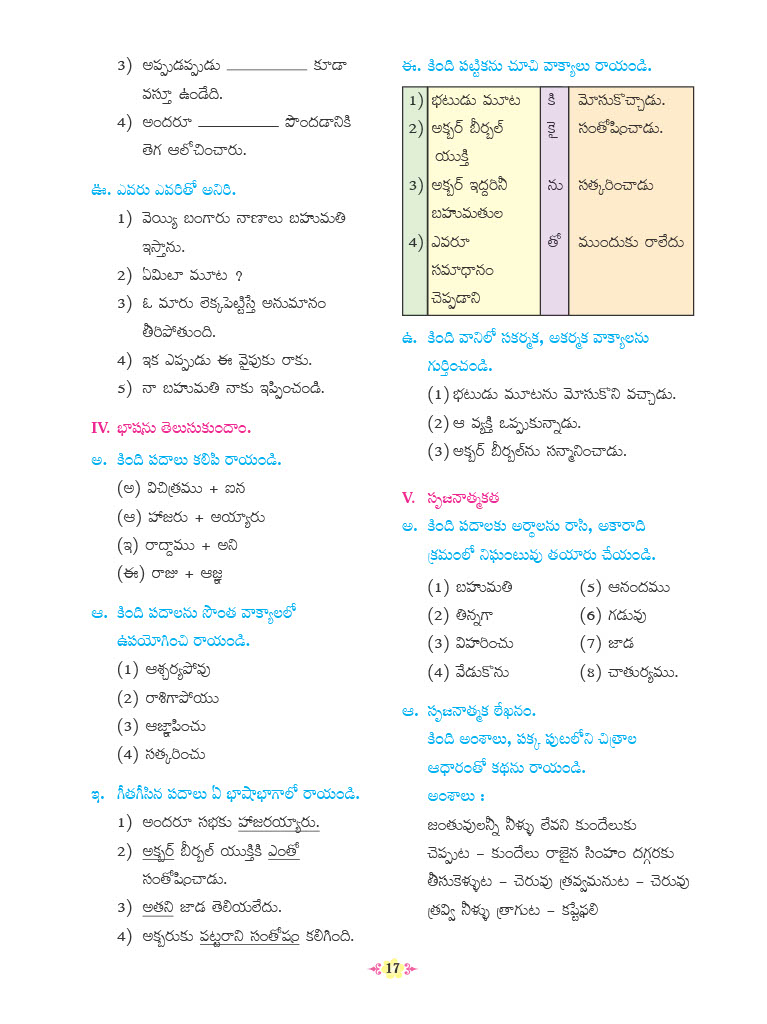 3) అప్పుడప్పుడు ____________ కూడా
వస్తూ ఉండేది.
4) అందరూ ____________ పొందడానికి
తెగ ఆలోచించారు.
ఊ. ఎవరు ఎవరితో అనిరి.
1) వెయ్యి బంగారు నాణాలు బహుమతి
ఇస్తాను.
2) ఏమిటా మూట ?
3) ఓ మారు లెక్కపెట్టిస్తే అనుమానం
తీరిపోతుంది.
4) ఇక ఎప్పుడు ఈ వైపుకు రాకు.
5) నా బహుమతి నాకు ఇప్పించండి.
IV. భాషను తెలుసుకుందాం.
అ. కింది పదాలు కలిపి రాయండి.
(అ) విచిత్రము + ఐన
(ఆ) హాజరు + అయ్యారు
(ఇ) రాద్దాము + అని
(ఈ) రాజు + ఆజ్ఞ
ఆ. కింది పదాలను సొంత వాక్యాలలో
ఉపయోగించి రాయండి.
(1) ఆశ్చర్యపోవు
(2) రాశిగాపోయు
(3) ఆజ్ఞాపించు
(4) సత్కరించు
ఇ. గీతగీసిన పదాలు ఏ భాషాభాగాలో రాయండి.
1) అందరూ సభకు హాజరయ్యారు.
2) అక్బర్ బీర్బల్ యుక్తికి ఎంతో
సంతోషించాడు.
3) అతని జాడ తెలియలేదు.
4) అక్బరుకు పట్టరాని సంతోషం కలిగింది.
ఈ. కింది పట్టికను చూచి వాక్యాలు రాయండి.
1) భటుడు మూట కి మోసుకొచ్చాడు.
2) అక్బర్ బీర్బల్ కై సంతోషించాడు.
యుక్తి
3) అక్బర్ ఇద్దరినీ ను సత్కరించాడు
బహుమతుల
4) ఎవరూ తో ముందుకు రాలేదు
సమాధానం
చెప్పడాని
ఉ. కింది వానిలో సకర్మక, అకర్మక వాక్యాలను
గుర్తించండి.
(1) భటుడు మూటను మోసుకొని వచ్చాడు.
(2) ఆ వ్యక్తి ఒప్పుకున్నాడు.
(3) ఆక్బర్ బీర్బల్‌ను సన్మానించాడు.
V. సృజనాత్మకత
అ. కింది పదాలకు అర్థాలను రాసి, అకారాది
క్రమంలో నిఘంటువు తయారు చేయండి.
(1) బహుమతి (5) ఆనందము
(2) తిన్నగా (6) గడువు
(3) విహరించు (7) జాడ
(4) వేడుకొను (8) చాతుర్యము.
ఆ. సృజనాత్మక లేఖనం.
కింది అంశాలు, పక్క పుటలోని చిత్రాల
ఆధారంతో కథను రాయండి.
అంశాలు :
జంతువులన్నీ నీళ్ళు లేవని కుందేలుకు
చెప్పుట – కుందేలు రాజైన సింహం దగ్గరకు
తీసుకెళ్ళుట – చెరువు త్రవ్వమనుట – చెరువు
త్రవ్వి నీళ్ళు త్రాగుట – కష్టేఫలి
17